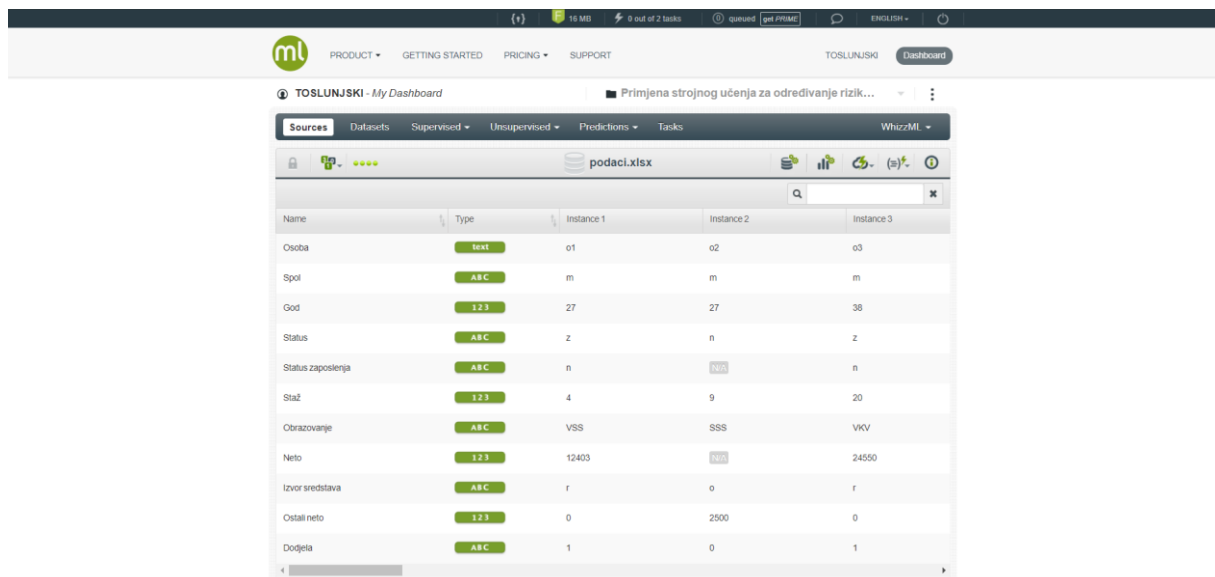 16 MB 0 out of 2 tasks 0 queued get PRIME ENGLISH
ml PRODUCT GETTING STARTED PRICING SUPPORT TOSLUNJSKI Dashboard
TOSLUNJSKI - My Dashboard Primjena strojnog učenja za određivanje rizik...
Sources Datasets Supervised Unsupervised Predictions Tasks WhizzML
podaci.xlsx
Name Type Instance 1 Instance 2 Instance 3
Osoba text o1 o2 o3
Spol ABC m m m
God 123 27 27 38
Status ABC z n z
Status zaposlenja ABC n N/A n
Staž 123 4 9 20
Obrazovanje ABC VSS SSS VKV
Neto 123 12403 N/A 24550
Izvor sredstava ABC r o r
Ostali neto 123 0 2500 0
Dodjela ABC 1 0 1